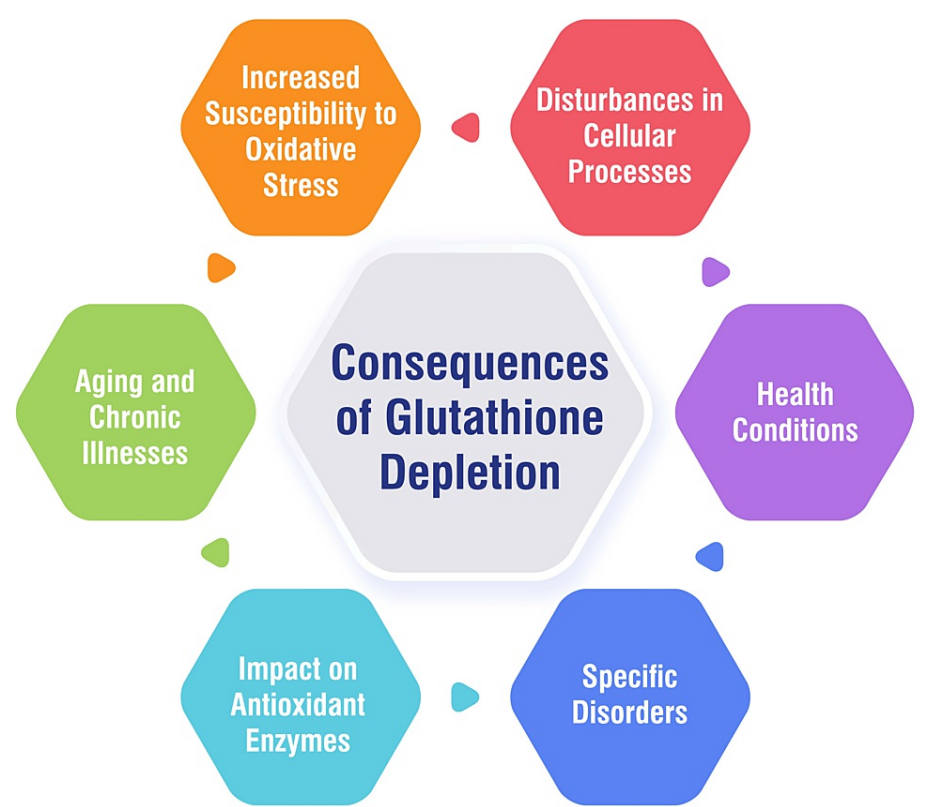 Increased
Susceptibility to
Oxidative
Stress
Disturbances in
Cellular
Processes
Aging and
Chronic
Illnesses
Consequences
of Glutathione
Depletion
Health
Conditions
Impact on
Antioxidant
Enzymes
Specific
Disorders